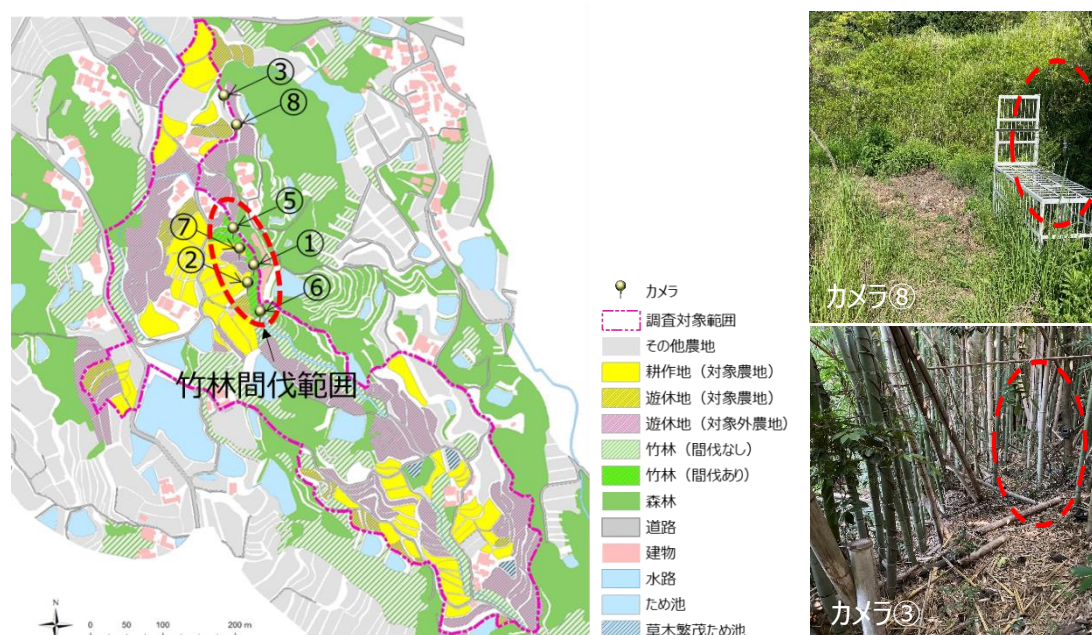 ③
⑧
⑤
⑦
①
②
⑥
竹林間伐範囲
N
0 50 100 200 m
カメラ
調査対象範囲
その他農地
耕作地（対象農地）
遊休地（対象農地）
遊休地（対象外農地）
竹林（間伐なし）
竹林（間伐あり）
森林
道路
建物
水路
ため池
草木繁茂ため池
カメラ⑧
カメラ③